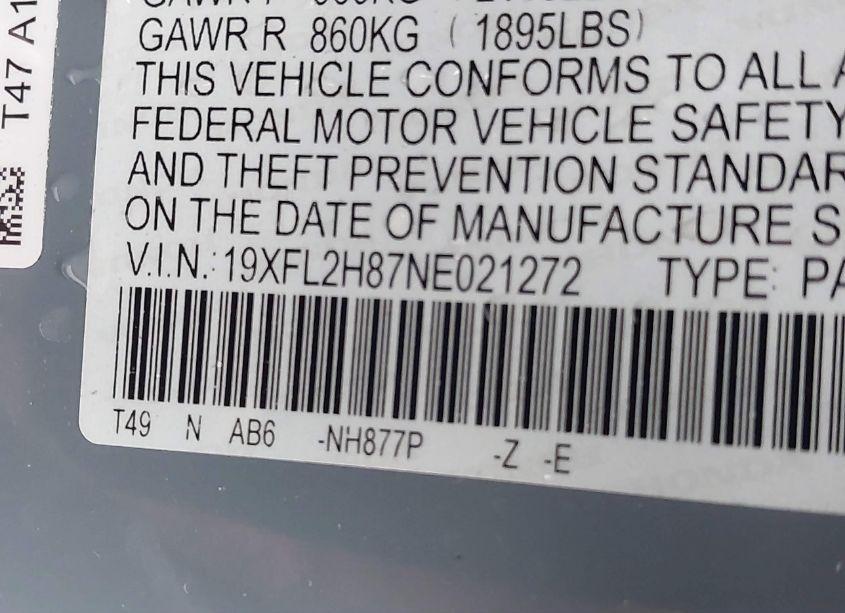 T47 A1
GAWR R 860KG ( 1895LBS)
THIS VEHICLE CONFORMS TO ALL A
FEDERAL MOTOR VEHICLE SAFETY
AND THEFT PREVENTION STANDAR
ON THE DATE OF MANUFACTURE S
V.I.N.: 19XFL2H87NE021272 TYPE: PA
T49 N AB6 -NH877P -Z -E